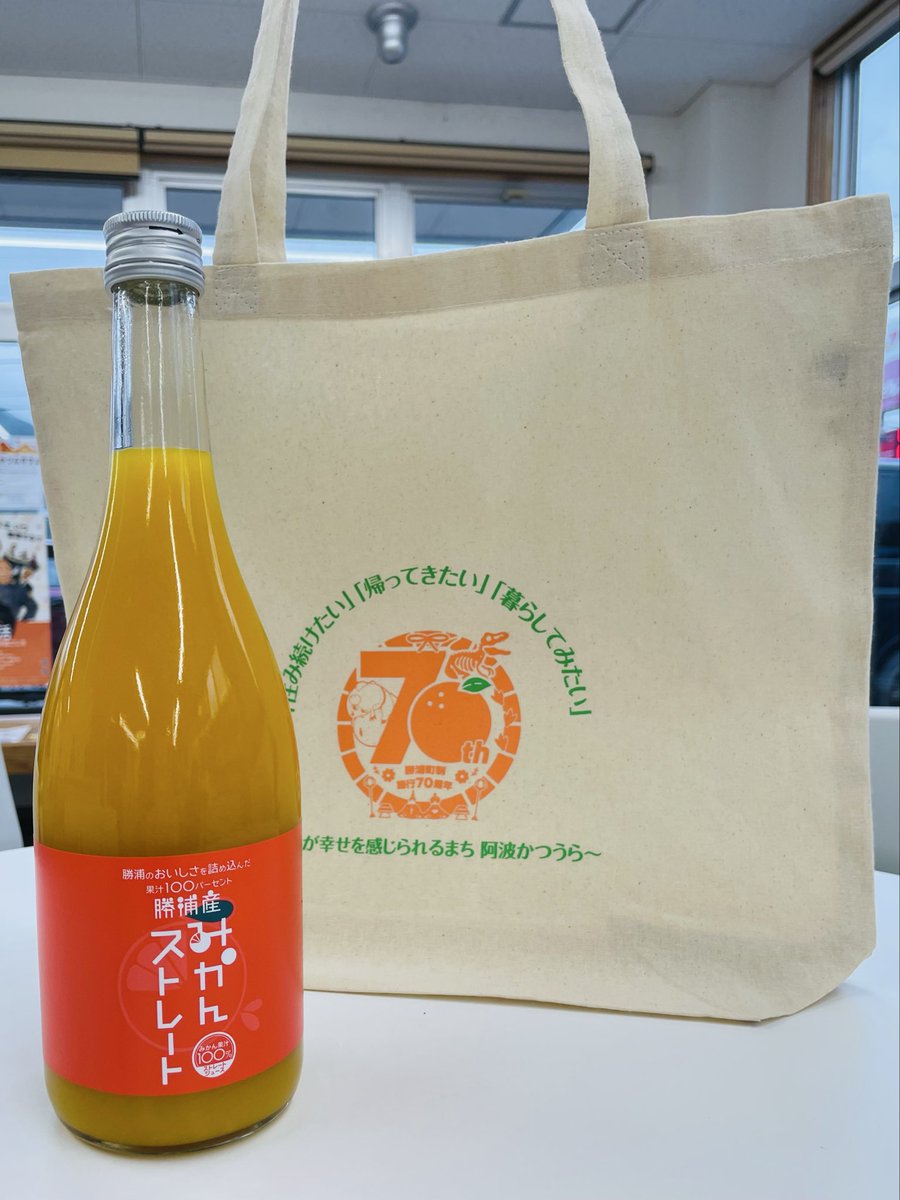 住み続けたい」「帰ってきたい」「暮らしてみたい」
70th
勝浦町制
施行70周年
が幸せを感じられるまち 阿波かつうら～
勝浦のおいしさを詰め込んだ
果汁100パーセント
勝浦産
みかん
ストレート
みかん果汁
100%
ストレート
ジュース